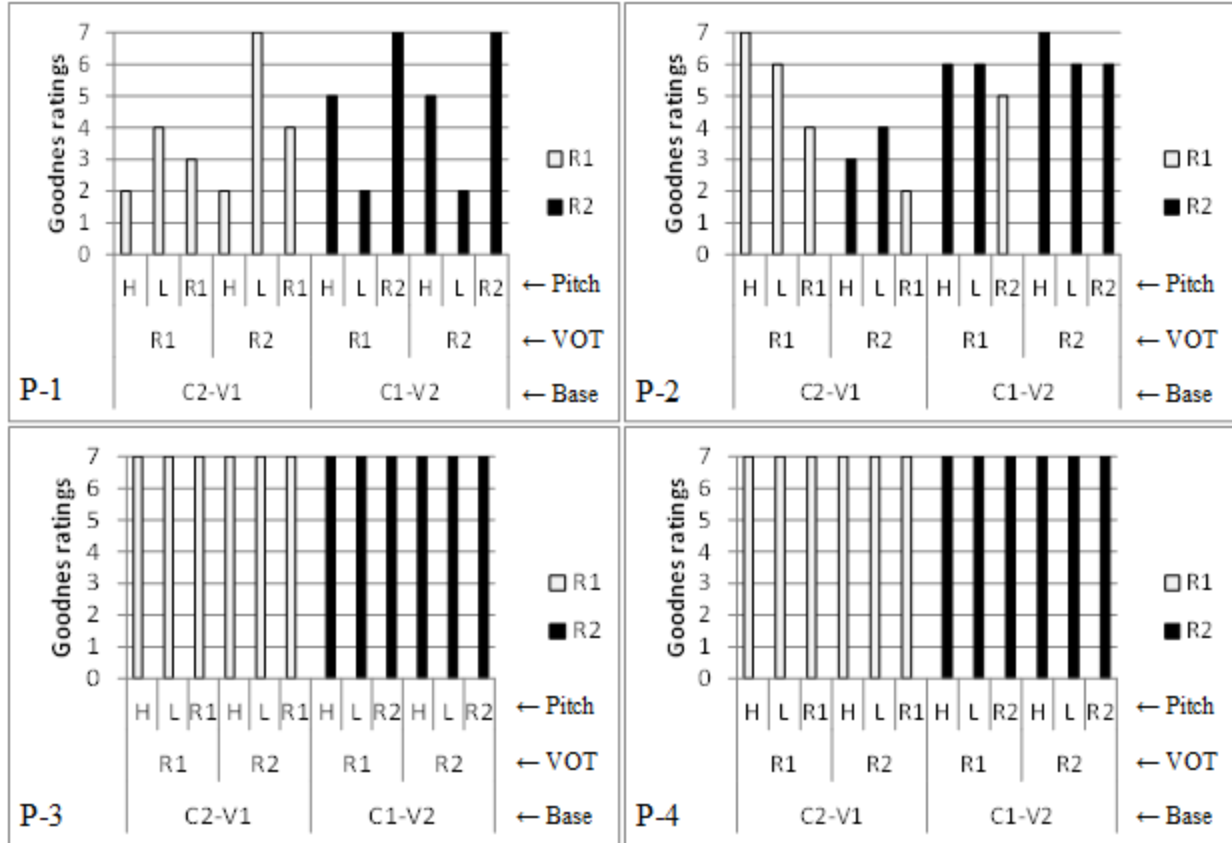 7
6
5
4
3
2
1
0
Goodnes ratings
R1
R2
H L R1 H L R1 H L R2 H L R2 ← Pitch
R1 R2 R1 R2 ← VOT
C2-V1 C1-V2 ← Base
P-1
7
6
5
4
3
2
1
0
Goodnes ratings
R1
R2
H L R1 H L R1 H L R2 H L R2 ← Pitch
R1 R2 R1 R2 ← VOT
C2-V1 C1-V2 ← Base
P-2
7
6
5
4
3
2
1
0
Goodnes ratings
R1
R2
H L R1 H L R1 H L R2 H L R2 ← Pitch
R1 R2 R1 R2 ← VOT
C2-V1 C1-V2 ← Base
P-3
7
6
5
4
3
2
1
0
Goodnes ratings
R1
R2
H L R1 H L R1 H L R2 H L R2 ← Pitch
R1 R2 R1 R2 ← VOT
C2-V1 C1-V2 ← Base
P-4